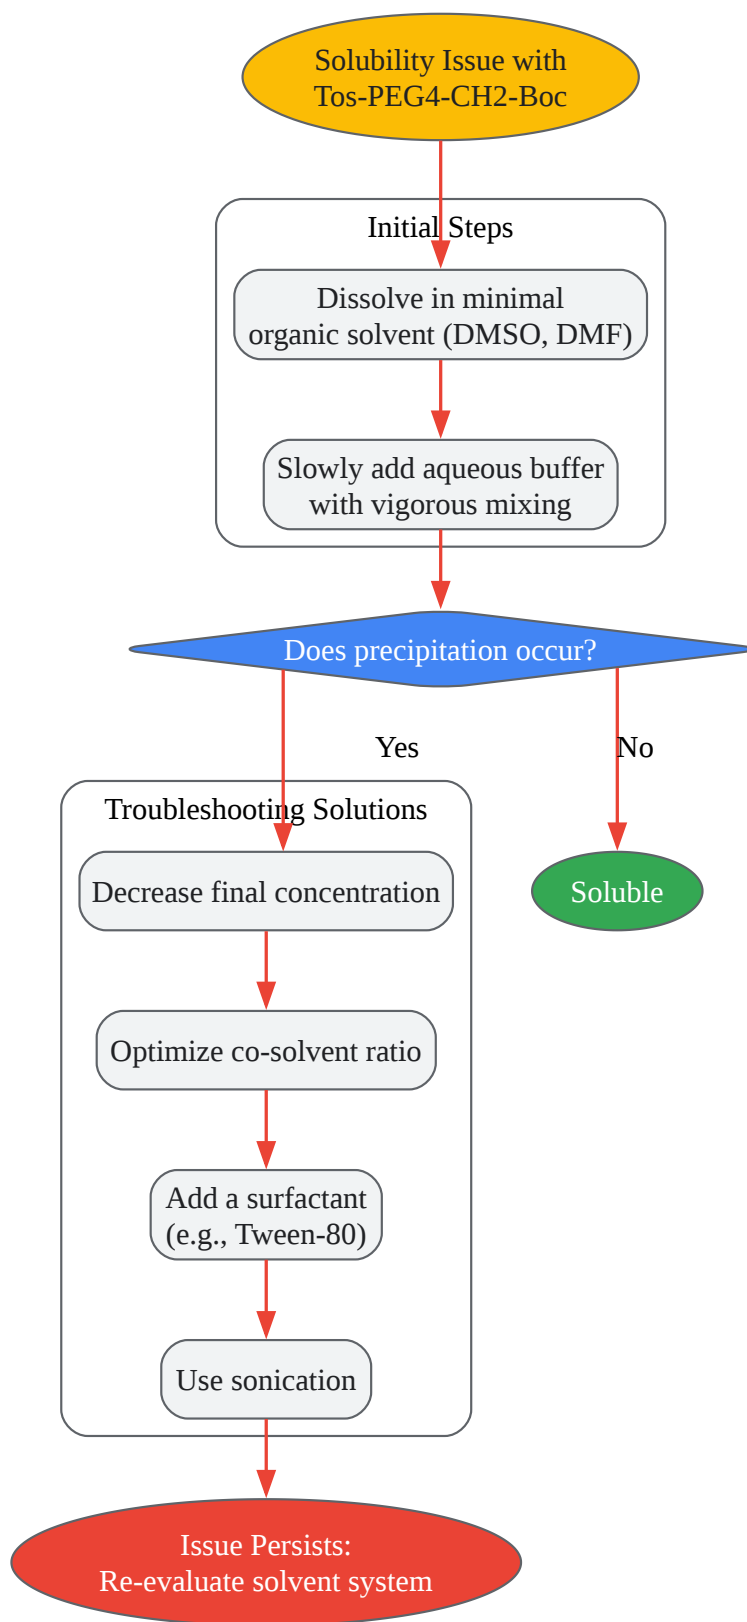 Solubility Issue with
Tos-PEG4-CH2-Boc
Initial Steps
Dissolve in minimal
organic solvent (DMSO, DMF)
Slowly add aqueous buffer
with vigorous mixing
Does precipitation occur?
Yes
No
Troubleshooting Solutions
Decrease final concentration
Soluble
Optimize co-solvent ratio
Add a surfactant
(e.g., Tween-80)
Use sonication
Issue Persists:
Re-evaluate solvent system